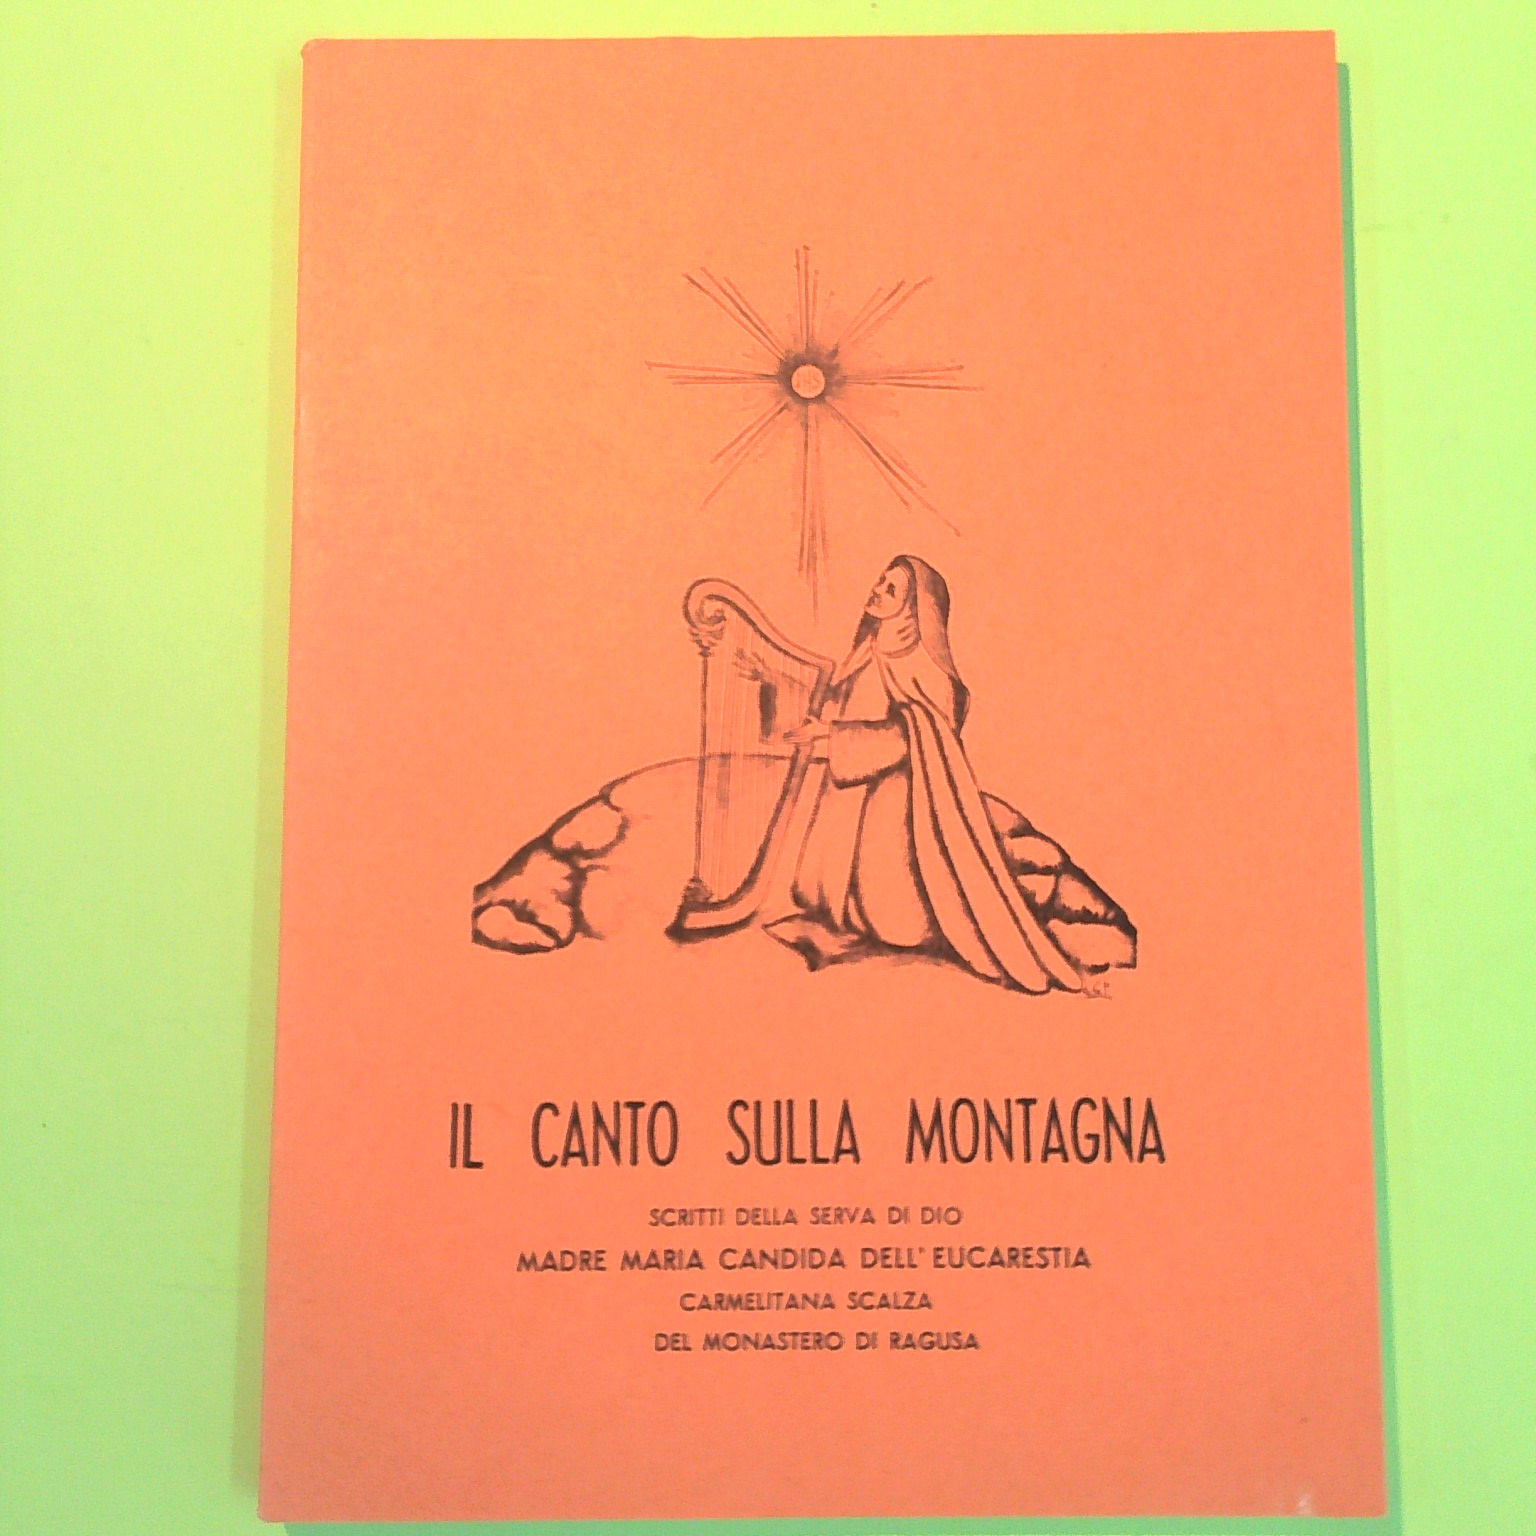 IHS
IL CANTO SULLA MONTAGNA
SCRITTI DELLA SERVA DI DIO
MADRE MARIA CANDIDA DELL' EUCARESTIA
CARMELITANA SCALZA
DEL MONASTERO DI RAGUSA